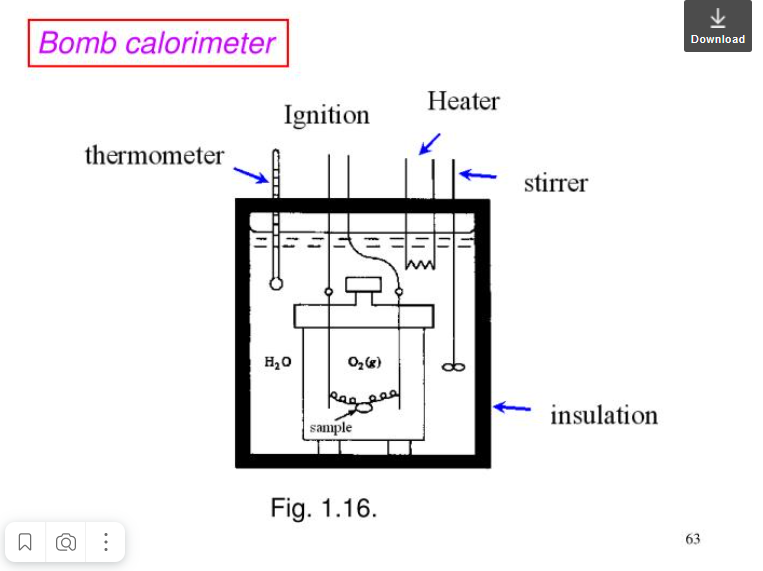 Bomb calorimeter
Download
Heater
Ignition
thermometer
stirrer
H₂O
O₂(g)
sample
insulation
Fig. 1.16.
63